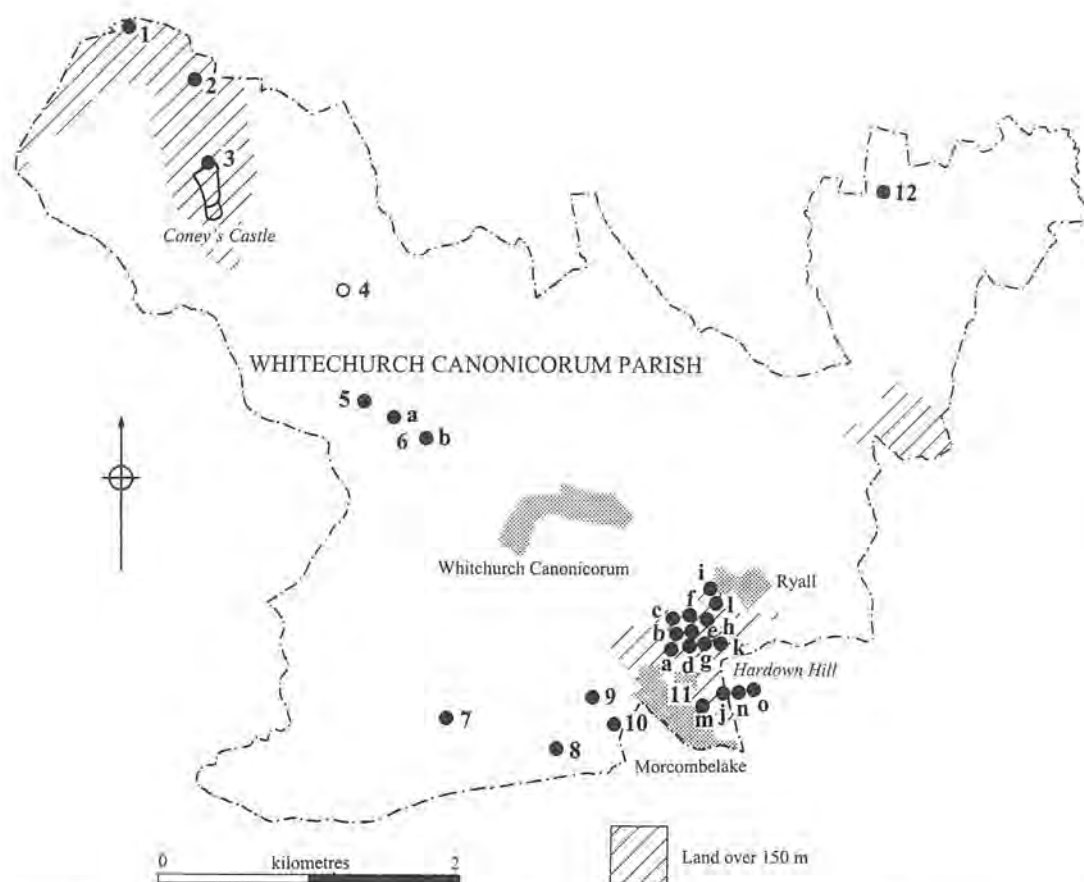 1
2
3
Coney's Castle
12
4
WHITECHURCH CANONICORUM PARISH
5
a
6
b
Whitchurch Canonicorum
i
Ryall
f
l
c
h
b
e
a
d
g
k
Hardown Hill
11
9
m
j
n
o
7
10
8
Morcombelake
0 kilometres 2
Land over 150 m